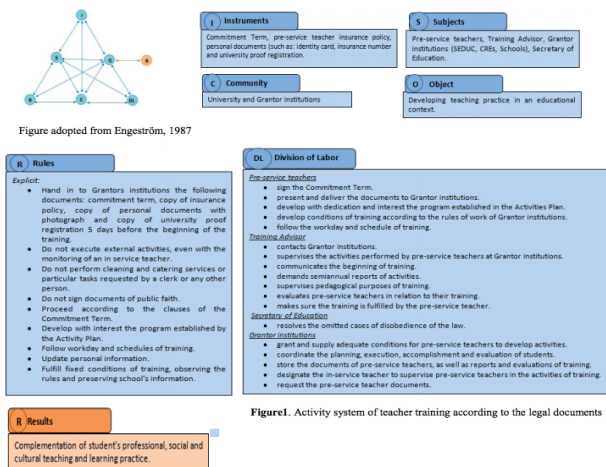 I
S
O
R
R
C
DL
Figure adopted from Engeström, 1987
I Instruments
Commitment Term, pre-service teacher insurance policy,
personal documents (such as: identity card, insurance number
and university proof registration.
S Subjects
Pre-service teachers, Training Advisor, Grantor
institutions (SEDUC, CREs, Schools), Secretary of
Education.
C Community
University and Grantor Institutions
O Object
Developing teaching practice in an educational
context.
R Rules
Explicit:
• Hand in to Grantors institutions the following
documents: commitment term, copy of insurance
policy, copy of personal documents with
photograph and copy of university proof
registration 5 days before the beginning of the
training.
• Do not execute external activities, even with the
monitoring of an in service teacher.
• Do not perform cleaning and catering services or
particular tasks requested by a clerk or any other
person.
• Do not sign documents of public faith.
• Proceed according to the clauses of the
Commitment Term.
• Develop with interest the program established by
the Activity Plan.
• Follow workday and schedules of training.
• Update personal information.
• Fulfill fixed conditions of training, observing the
rules and preserving school's information.
DL Division of Labor
Pre-service teachers
• sign the Commitment Term.
• present and deliver the documents to Grantor institutions.
• develop with dedication and interest the program established in the Activities Plan.
• develop conditions of training according to the rules of work of Grantor institutions.
• follow the workday and schedule of training.
Training Advisor
• contacts Grantor Institutions.
• supervises the activities performed by pre-service teachers at Grantor Institutions.
• communicates the beginning of training.
• demands semiannual reports of activities.
• supervises pedagogical purposes of training.
• evaluates pre-service teachers in relation to their training.
• makes sure the training is fulfilled by the pre-service teacher.
Secretary of Education
• resolves the omitted cases of disobedience of the law.
Grantor institutions
• grant and supply adequate conditions for pre-service teachers to develop activities.
• coordinate the planning, execution, accomplishment and evaluation of students.
• store the documents of pre-service teachers, as well as reports and evaluations of training.
• designate the in-service teacher to supervise pre-service teachers in the activities of training.
• request the pre-service teacher documents.
Figure1. Activity system of teacher training according to the legal documents
R Results
Complementation of student's professional, social and
cultural teaching and learning practice.